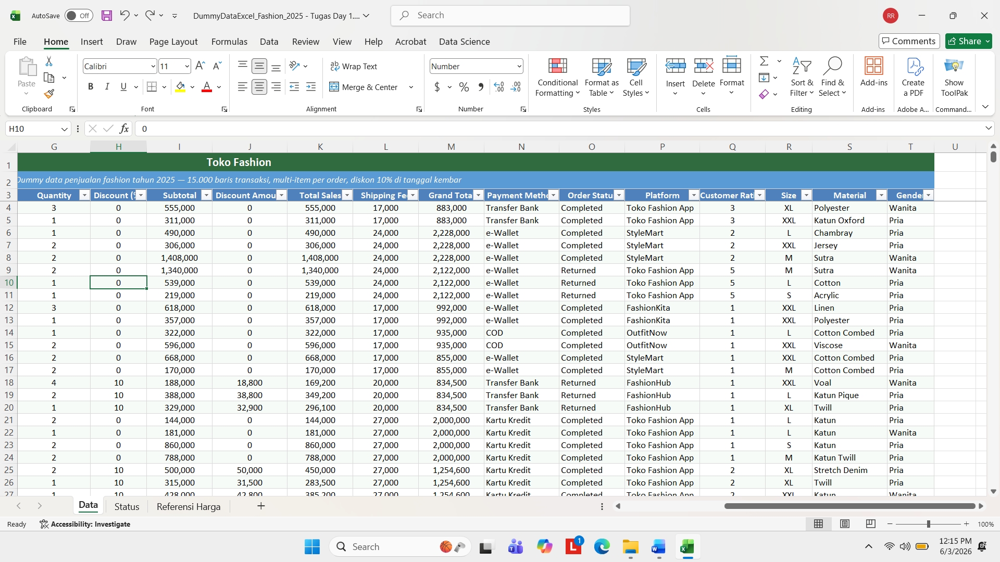 AutoSave Off DummyDataExcel_Fashion_2025 - Tugas Day 1.... Search RR
File Home Insert Draw Page Layout Formulas Data Review View Help Acrobat Data Science Comments Share
Paste Calibri 11 Wrap Text Number Conditional Formatting Format as Table Cell Styles Insert Delete Format Sort & Filter Find & Select Add-ins Create a PDF Show ToolPak
B I U A Merge & Center $ %
Clipboard Font Alignment Number Styles Cells Editing Add-ins Adobe A... Command...
H10 fx 0
G H I J K L M N O P Q R S T U
1 Toko Fashion
2 Dummy data penjualan fashion tahun 2025 — 15.000 baris transaksi, multi-item per order, diskon 10% di tanggal kembar
3 Quantity Discount ( Subtotal Discount Amou Total Sales Shipping Fe Grand Tota Payment Meth Order Statu Platform Customer Rati Size Material Gende
4 3 0 555,000 0 555,000 17,000 883,000 Transfer Bank Completed Toko Fashion App 3 XL Polyester Wanita
5 1 0 311,000 0 311,000 17,000 883,000 Transfer Bank Completed Toko Fashion App 3 XXL Katun Oxford Pria
6 1 0 490,000 0 490,000 24,000 2,228,000 e-Wallet Completed StyleMart 2 L Chambray Pria
7 2 0 306,000 0 306,000 24,000 2,228,000 e-Wallet Completed StyleMart 2 XXL Jersey Pria
8 2 0 1,408,000 0 1,408,000 24,000 2,228,000 e-Wallet Completed StyleMart 2 M Sutra Wanita
9 2 0 1,340,000 0 1,340,000 24,000 2,122,000 e-Wallet Returned Toko Fashion App 5 M Sutra Wanita
10 1 0 539,000 0 539,000 24,000 2,122,000 e-Wallet Returned Toko Fashion App 5 L Cotton Pria
11 1 0 219,000 0 219,000 24,000 2,122,000 e-Wallet Returned Toko Fashion App 5 S Acrylic Pria
12 3 0 618,000 0 618,000 17,000 992,000 e-Wallet Completed FashionKita 1 XXL Linen Pria
13 1 0 357,000 0 357,000 17,000 992,000 e-Wallet Completed FashionKita 1 XXL Polyester Pria
14 1 0 322,000 0 322,000 17,000 935,000 COD Completed OutfitNow 1 L Cotton Combed Pria
15 2 0 596,000 0 596,000 17,000 935,000 COD Completed OutfitNow 1 XXL Viscose Wanita
16 2 0 668,000 0 668,000 17,000 855,000 e-Wallet Completed StyleMart 1 XXL Cotton Combed Pria
17 2 0 170,000 0 170,000 17,000 855,000 e-Wallet Completed StyleMart 1 M Cotton Combed Pria
18 4 10 188,000 18,800 169,200 20,000 834,500 Transfer Bank Returned FashionHub 1 XXL Voal Wanita
19 2 10 388,000 38,800 349,200 20,000 834,500 Transfer Bank Returned FashionHub 1 L Katun Pique Pria
20 1 10 329,000 32,900 296,100 20,000 834,500 Transfer Bank Returned FashionHub 1 XL Twill Pria
21 2 0 144,000 0 144,000 27,000 2,000,000 Kartu Kredit Completed Toko Fashion App 1 L Katun Pria
22 1 0 181,000 0 181,000 27,000 2,000,000 Kartu Kredit Completed Toko Fashion App 1 L Katun Wanita
23 2 0 860,000 0 860,000 27,000 2,000,000 Kartu Kredit Completed Toko Fashion App 1 S Katun Pria
24 2 0 788,000 0 788,000 27,000 2,000,000 Kartu Kredit Completed Toko Fashion App 1 M Katun Twill Pria
25 2 10 500,000 50,000 450,000 27,000 1,254,600 Kartu Kredit Completed Toko Fashion App 2 XL Stretch Denim Pria
26 1 10 315,000 31,500 283,500 27,000 1,254,600 Kartu Kredit Completed Toko Fashion App 2 XL Twill Pria
27 1 10 428,000 42,800 385,200 27,000 1,254,600 Kartu Kredit Completed Toko Fashion App 2 XXL Katun Wanita
Data Status Referensi Harga
Ready Accessibility: Investigate 100%
Search 1 12:15 PM
6/3/2026